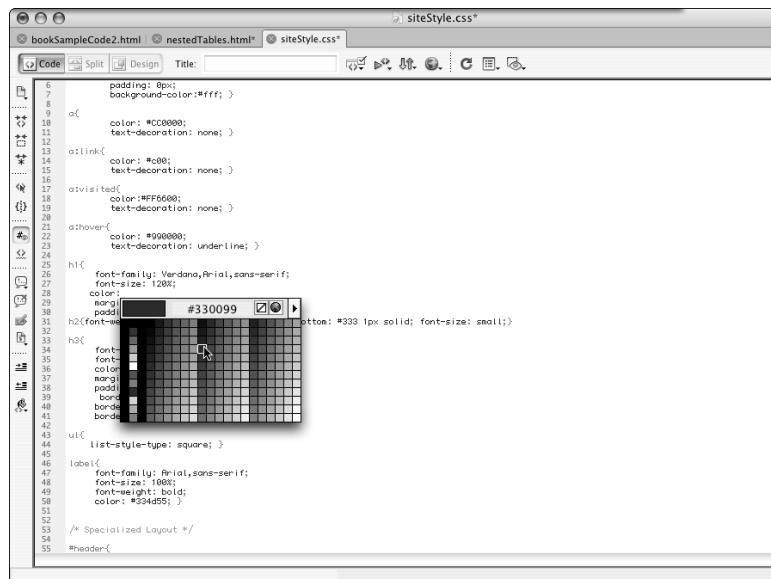 siteStyle.css*
bookSampleCode2.html
nestedTables.html*
siteStyle.css*
Code
Split
Design
Title:
6 padding: 0px;
7 background-color:#fff; }
8
9 a{
10 color: #CC0000;
11 text-decoration: none; }
12
13 a:link{
14 color: #c00;
15 text-decoration: none; }
16
17 a:visited{
18 color:#FF6600;
19 text-decoration: none; }
20
21 a:hover{
22 color: #990000;
23 text-decoration: underline; }
24
25 h1{
26 font-family: Verdana,Arial,sans-serif;
27 font-size: 120%;
28 color:
29 margi
#330099
30 paddi
31 h2{font-we ottom: #333 1px solid; font-size: small;}
32
33 h3{
34 font-
35 font-
36 color
37 margi
38 paddi
39 bord
40 borde
41 borde
42
43 ul{
44 list-style-type: square; }
45
46 label{
47 font-family: Arial,sans-serif;
48 font-size: 100%;
49 font-weight: bold;
50 color: #334d55; }
51
52
53 /* Specialized Layout */
54
55 #header{